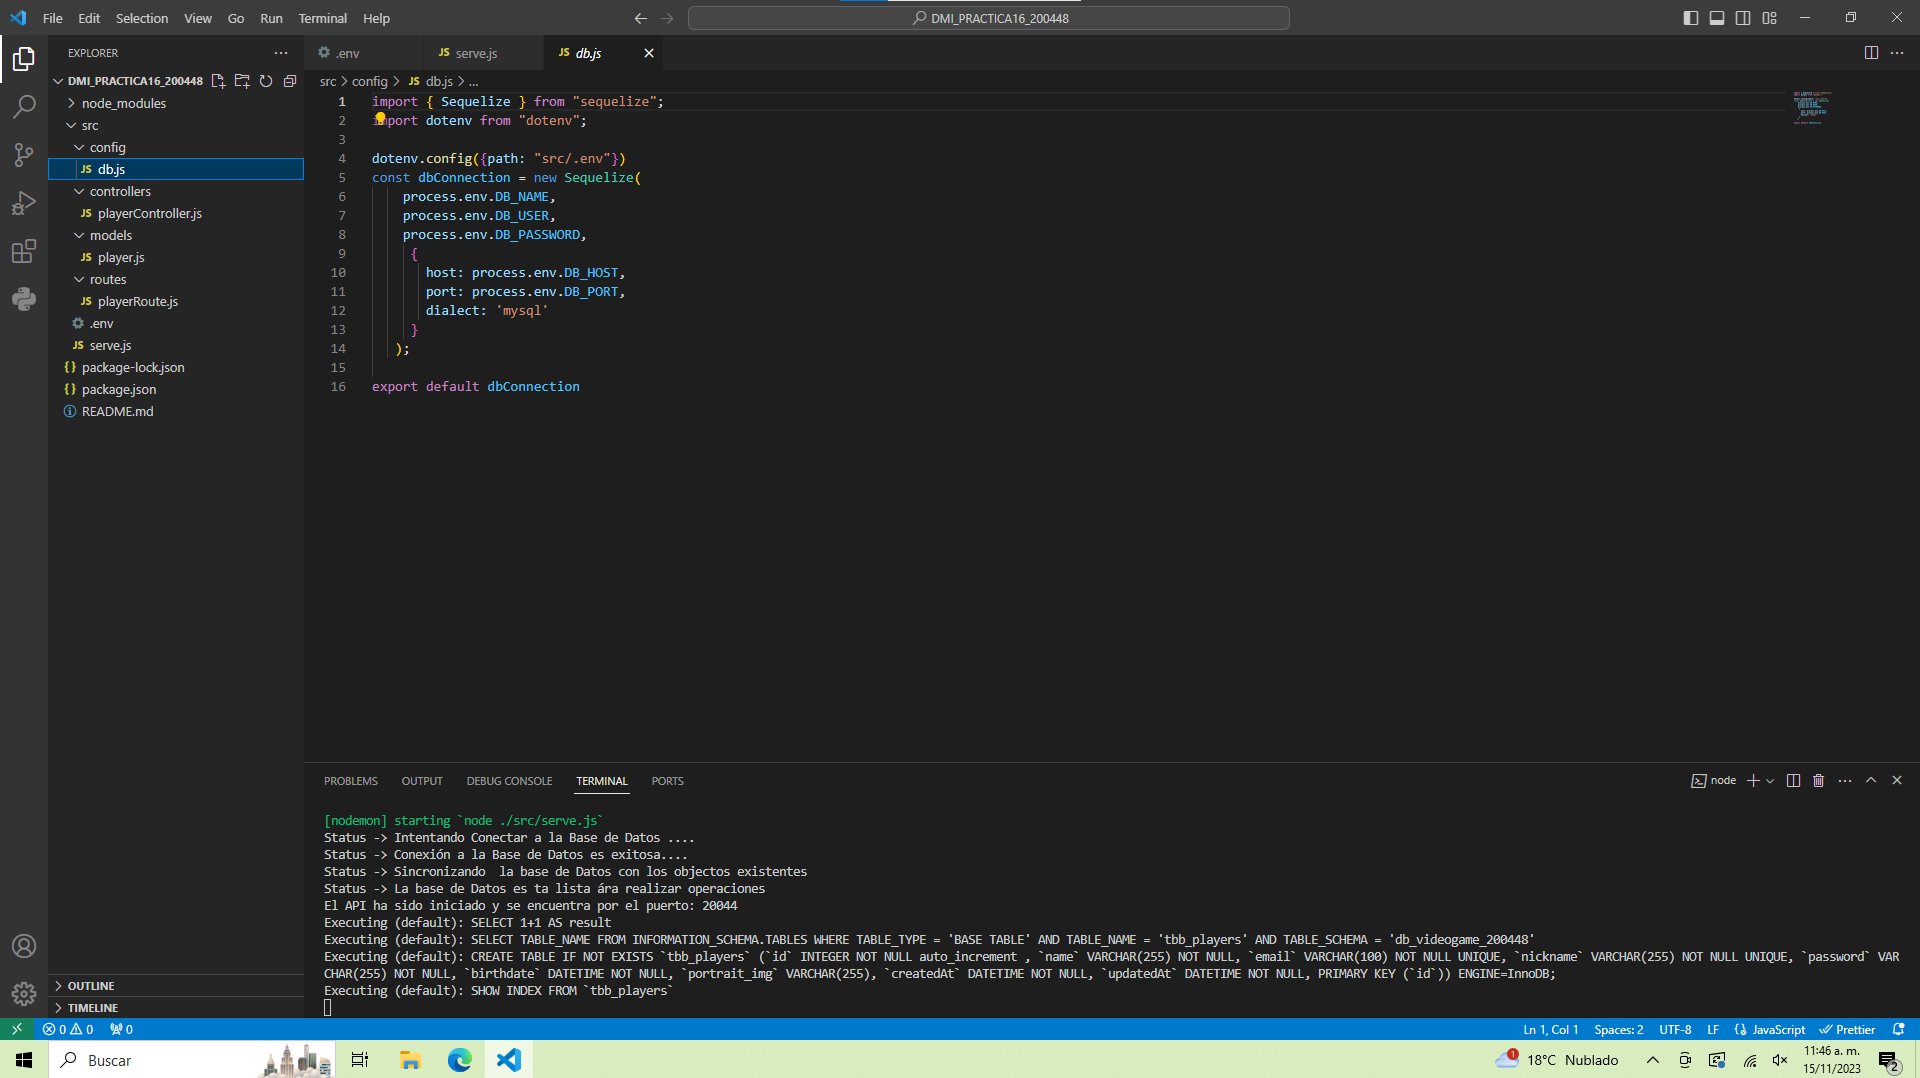 File Edit Selection View Go Run Terminal Help
DMI_PRACTICA16_200448
EXPLORER
DMI_PRACTICA16_200448
node_modules
src
config
JS db.js
controllers
JS playerController.js
models
JS player.js
routes
JS playerRoute.js
.env
JS serve.js
{} package-lock.json
{} package.json
README.md
OUTLINE
TIMELINE
.env
JS serve.js
JS db.js
src > config > JS db.js > ...
1 import { Sequelize } from "sequelize";
2 import dotenv from "dotenv";
3
4 dotenv.config({path: "src/.env"})
5 const dbConnection = new Sequelize(
6 process.env.DB_NAME,
7 process.env.DB_USER,
8 process.env.DB_PASSWORD,
9 {
10 host: process.env.DB_HOST,
11 port: process.env.DB_PORT,
12 dialect: 'mysql'
13 }
14 );
15
16 export default dbConnection
PROBLEMS OUTPUT DEBUG CONSOLE TERMINAL PORTS
node
[nodemon] starting `node ./src/serve.js`
Status -> Intentando Conectar a la Base de Datos ....
Status -> Conexión a la Base de Datos es exitosa....
Status -> Sincronizando  la base de Datos con los objectos existentes
Status -> La base de Datos es ta lista ára realizar operaciones
El API ha sido iniciado y se encuentra por el puerto: 20044
Executing (default): SELECT 1+1 AS result
Executing (default): SELECT TABLE_NAME FROM INFORMATION_SCHEMA.TABLES WHERE TABLE_TYPE = 'BASE TABLE' AND TABLE_NAME = 'tbb_players' AND TABLE_SCHEMA = 'db_videogame_200448'
Executing (default): CREATE TABLE IF NOT EXISTS `tbb_players` (`id` INTEGER NOT NULL auto_increment , `name` VARCHAR(255) NOT NULL, `email` VARCHAR(100) NOT NULL UNIQUE, `nickname` VARCHAR(255) NOT NULL UNIQUE, `password` VAR
CHAR(255) NOT NULL, `birthdate` DATETIME NOT NULL, `portrait_img` VARCHAR(255), `createdAt` DATETIME NOT NULL, `updatedAt` DATETIME NOT NULL, PRIMARY KEY (`id`)) ENGINE=InnoDB;
Executing (default): SHOW INDEX FROM `tbb_players`
0 0 0
Ln 1, Col 1 Spaces: 2 UTF-8 LF {} JavaScript Prettier
Buscar
1 18°C Nublado
11:46 a. m.
15/11/2023
2